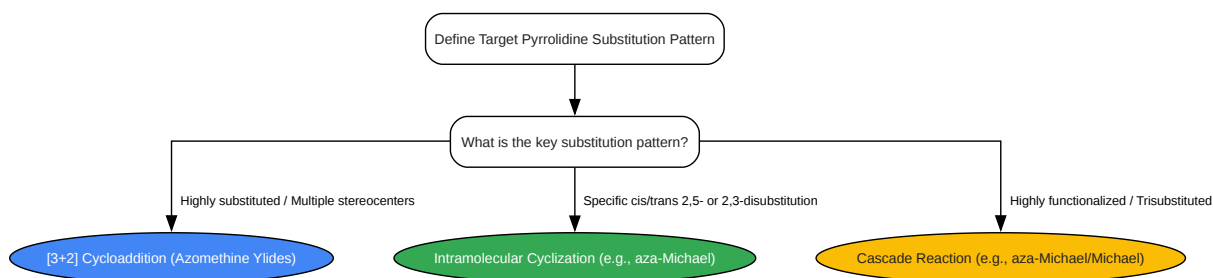 Define Target Pyrrolidine Substitution Pattern
What is the key substitution pattern?
Highly substituted / Multiple stereocenters
Specific cis/trans 2,5- or 2,3-disubstitution
Highly functionalized / Trisubstituted
[3+2] Cycloaddition (Azomethine Ylides)
Intramolecular Cyclization (e.g., aza-Michael)
Cascade Reaction (e.g., aza-Michael/Michael)